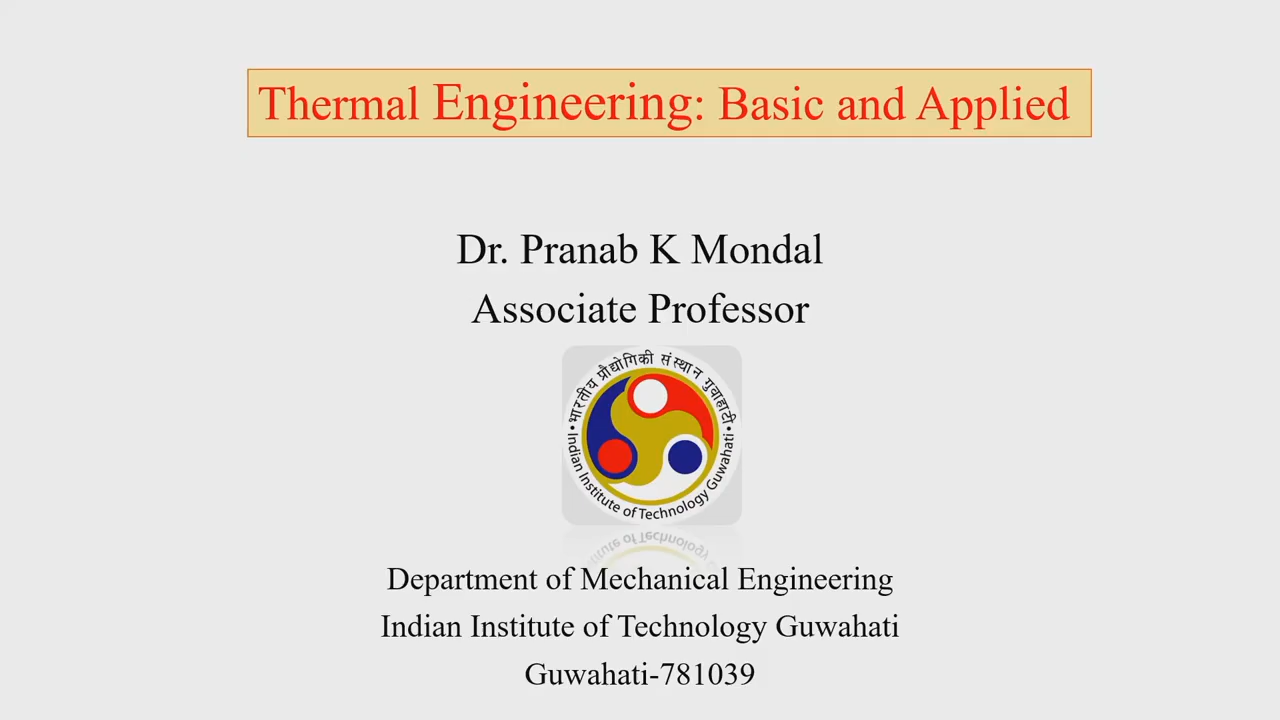 Thermal Engineering: Basic and Applied
Dr. Pranab K Mondal
Associate Professor
भारतीय प्रौद्योगिकी संस्थान गुवाहाटी
Indian Institute of Technology Guwahati
Department of Mechanical Engineering
Indian Institute of Technology Guwahati
Guwahati-781039